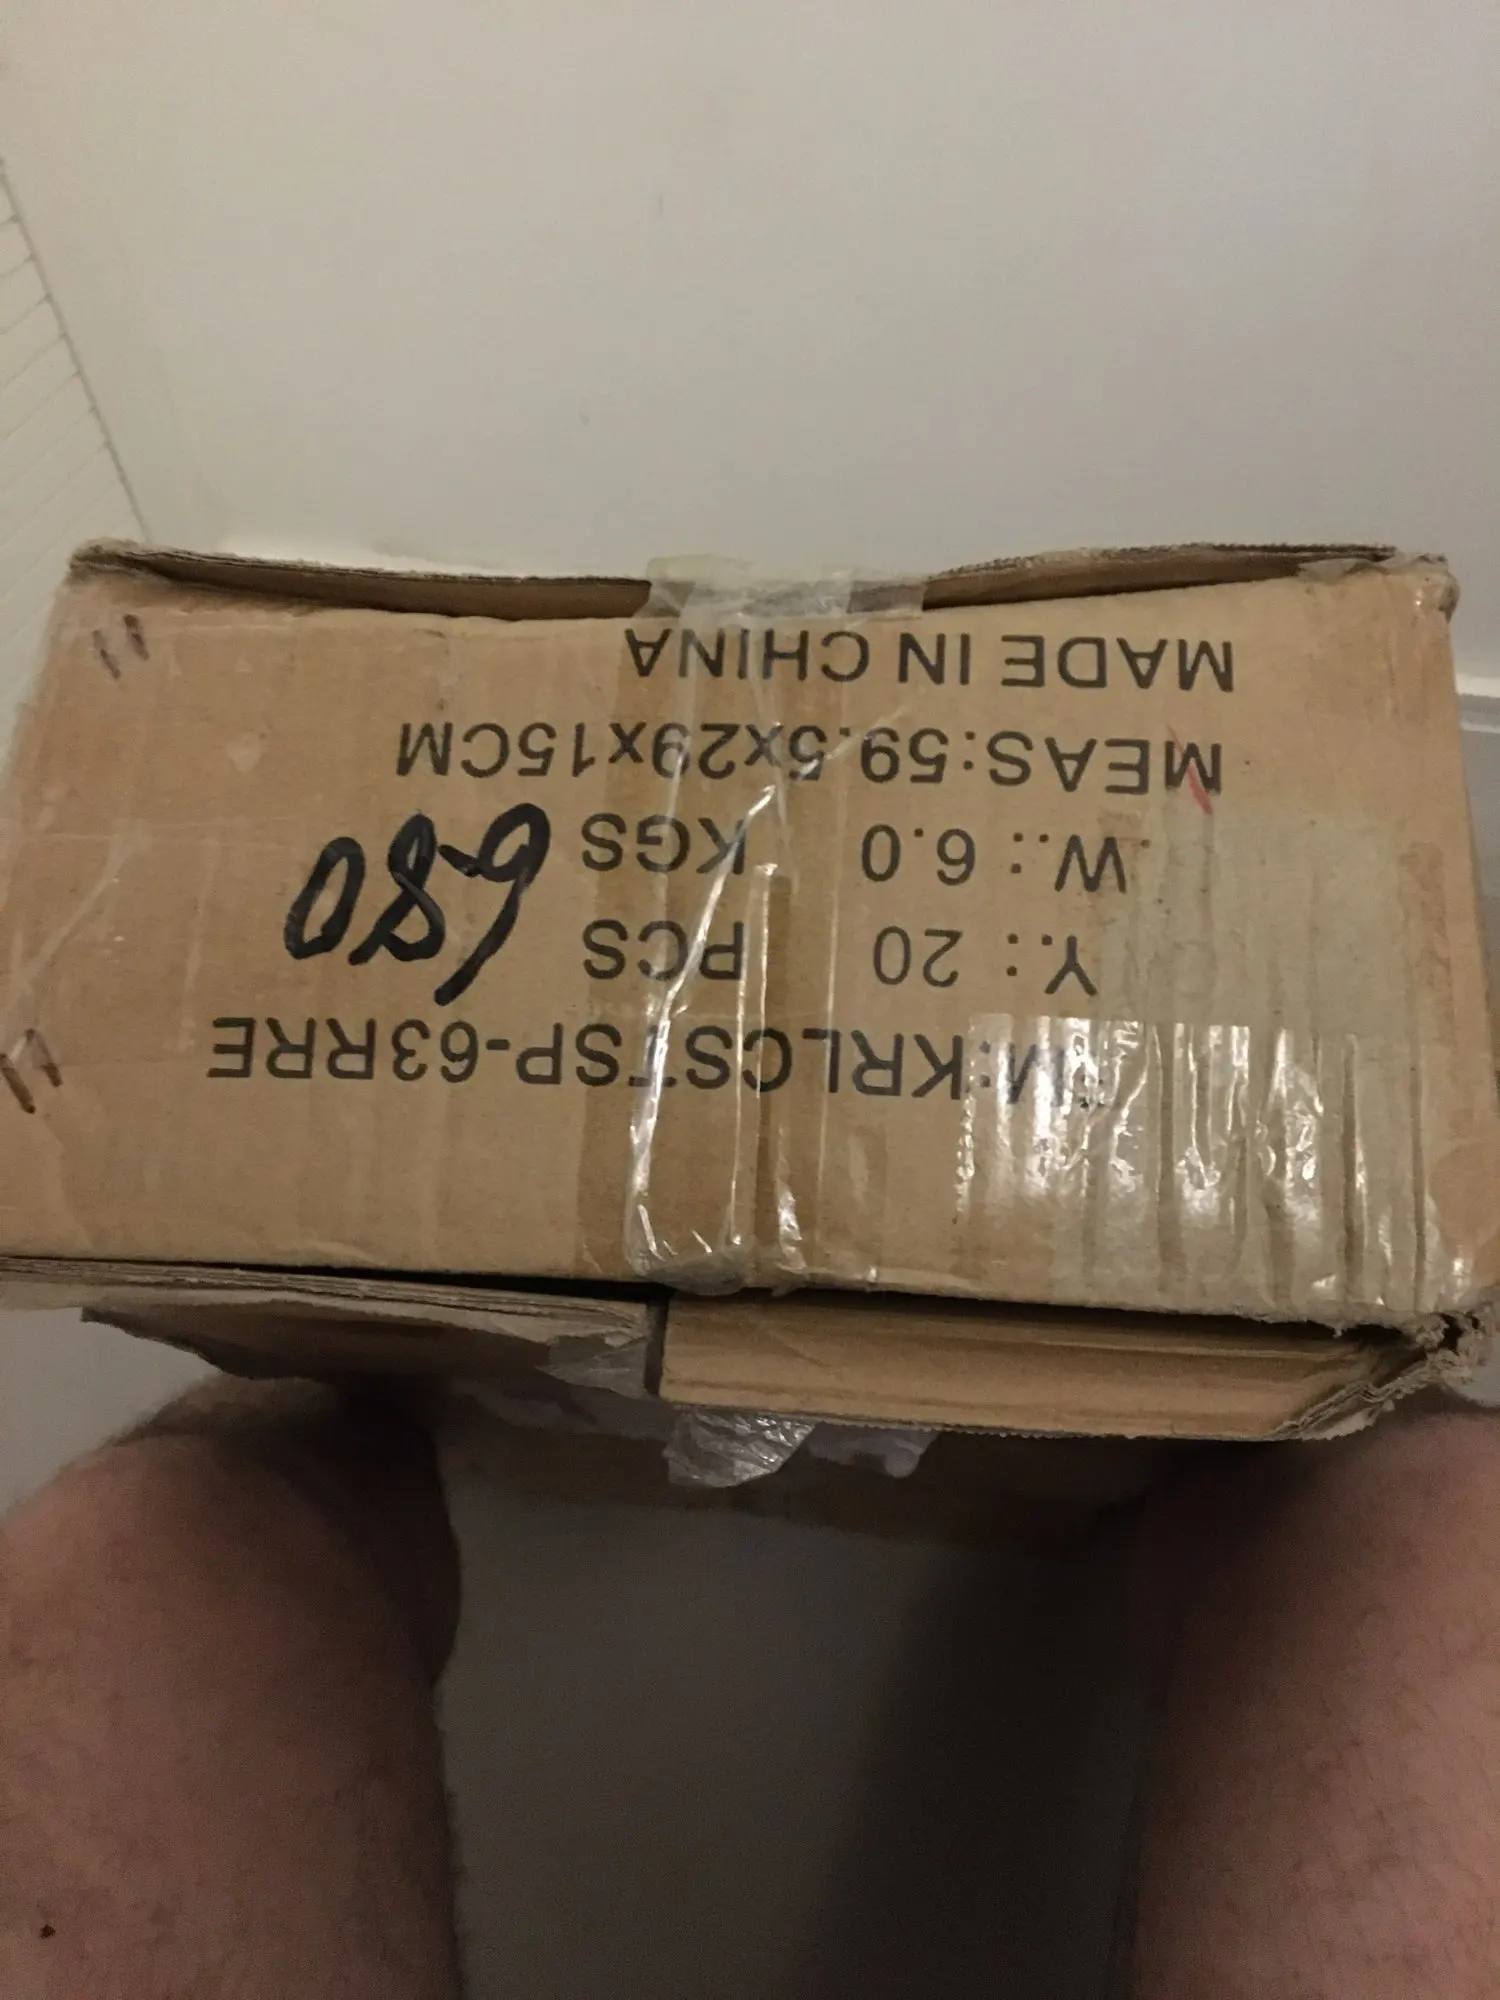 M:KRLCSTSP-63RRE
Y.: 20 PCS
680
W.: 6.0 KGS
MEAS:59.5x29x15CM
MADE IN CHINA